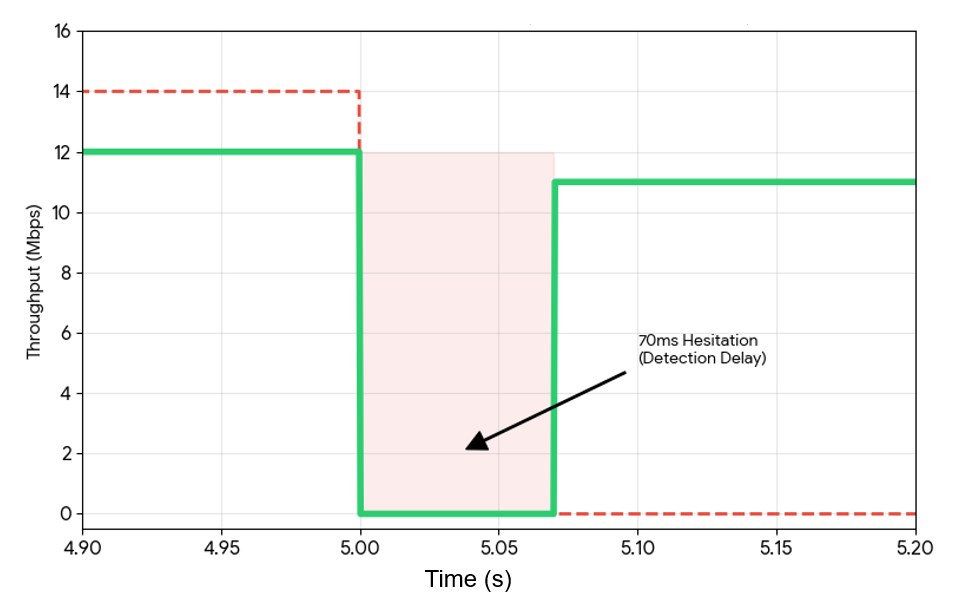 16
14
12
10
8
6
4
2
0
Throughput (Mbps)
70ms Hesitation
(Detection Delay)
4.90 4.95 5.00 5.05 5.10 5.15 5.20
Time (s)